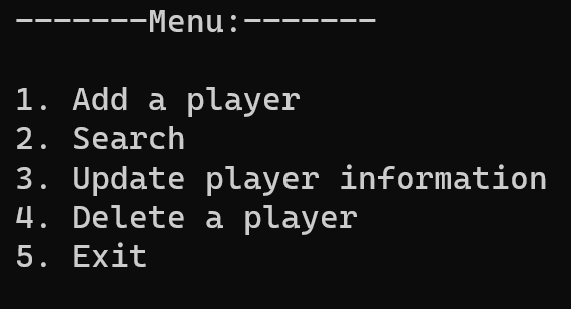 -------Menu:-------
1. Add a player
2. Search
3. Update player information
4. Delete a player
5. Exit